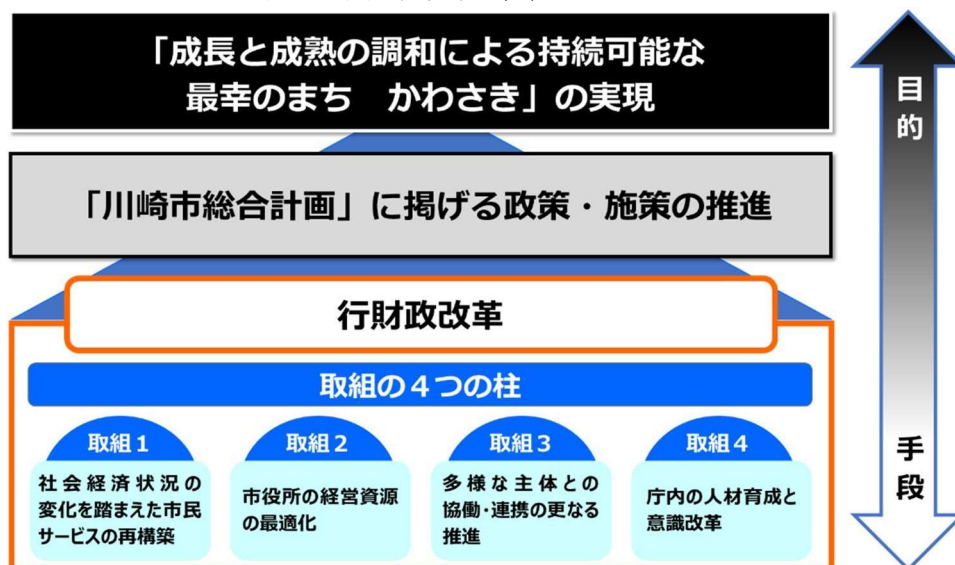 「成長と成熟の調和による持続可能な
最幸のまち　かわさき」の実現
「川崎市総合計画」に掲げる政策・施策の推進
行財政改革
取組の４つの柱
取組１
社会経済状況の
変化を踏まえた市民
サービスの再構築
取組２
市役所の経営資源
の最適化
取組３
多様な主体との
協働・連携の更なる
推進
取組４
庁内の人材育成と
意識改革
目的
手段